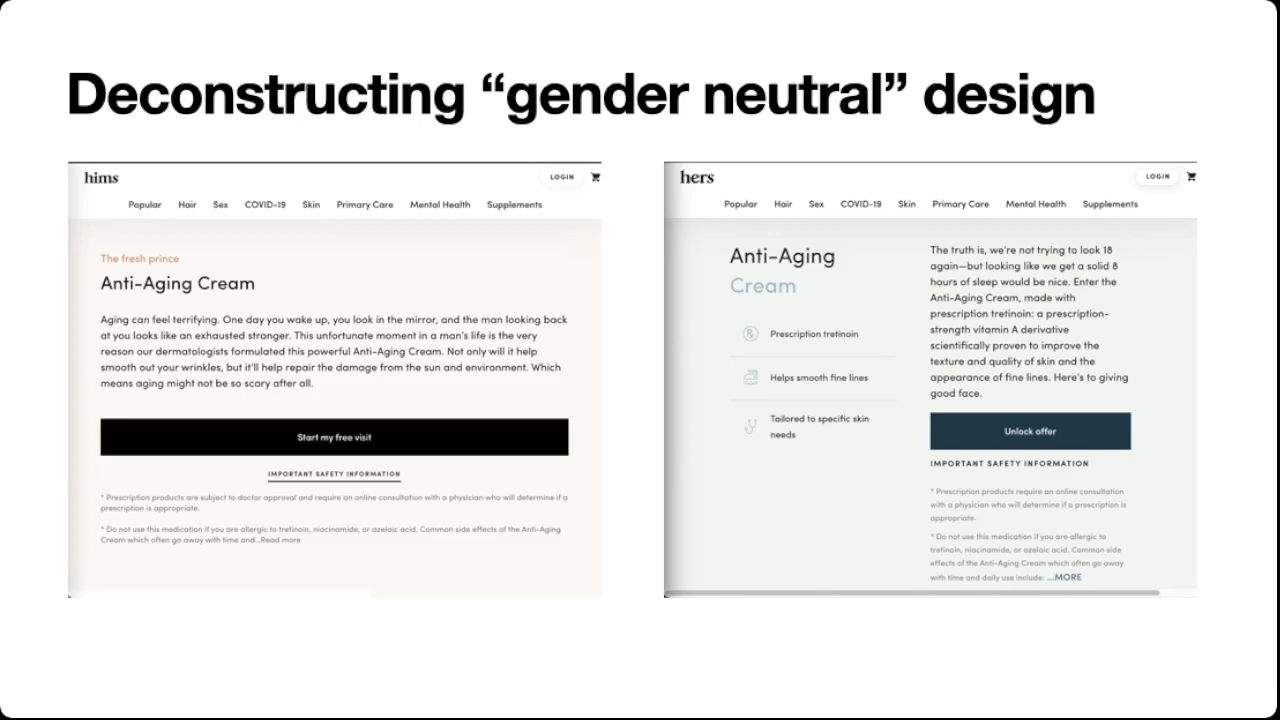 Deconstructing “gender neutral” design
hims
LOGIN
Popular Hair Sex COVID-19 Skin Primary Care Mental Health Supplements
The fresh prince
Anti-Aging Cream
Aging can feel terrifying. One day you wake up, you look in the mirror, and the man looking back
at you looks like an exhausted stranger. This unfortunate moment in a man’s life is the very
reason our dermatologists formulated this powerful Anti-Aging Cream. Not only will it help
smooth out your wrinkles, but it’ll help repair the damage from the sun and environment. Which
means aging might not be so scary after all.
Start my free visit
IMPORTANT SAFETY INFORMATION
* Prescription products are subject to doctor approval and require an online consultation with a physician who will determine if a
prescription is appropriate.
* Do not use this medication if you are allergic to tretinoin, niacinamide, or azelaic acid. Common side effects of the Anti-Aging
Cream which often go away with time and...Read more
hers
LOGIN
Popular Hair Sex COVID-19 Skin Primary Care Mental Health Supplements
Anti-Aging
Cream
Prescription tretinoin
Helps smooth fine lines
Tailored to specific skin
needs
The truth is, we’re not trying to look 18
again—but looking like we get a solid 8
hours of sleep would be nice. Enter the
Anti-Aging Cream, made with
prescription tretinoin: a prescription-
strength vitamin A derivative
scientifically proven to improve the
texture and quality of skin and the
appearance of fine lines. Here’s to giving
good face.
Unlock offer
IMPORTANT SAFETY INFORMATION
* Prescription products require an online consultation
with a physician who will determine if a prescription is
appropriate.
* Do not use this medication if you are allergic to
tretinoin, niacinamide, or azelaic acid. Common side
effects of the Anti-Aging Cream which often go away
with time and daily use include: ...MORE